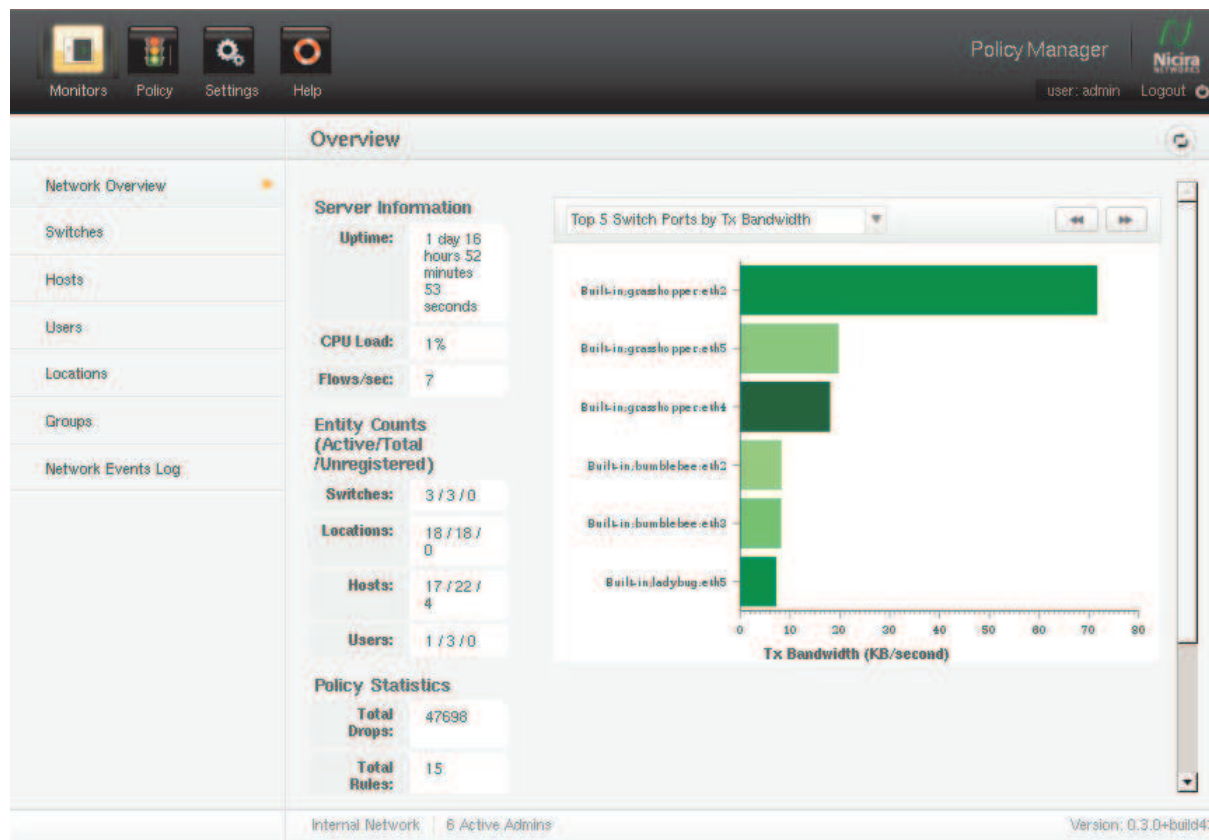 Monitors
Policy
Settings
Help
Policy Manager
Nicira
NETWORKS
user: admin
Logout
Overview
Network Overview
Switches
Hosts
Users
Locations
Groups
Network Events Log
Server Information
Uptime:
1 day 16
hours 52
minutes
53
seconds
CPU Load:
1%
Flows/sec:
7
Entity Counts
(Active/Total
/Unregistered)
Switches:
3 / 3 / 0
Locations:
18 / 18 /
0
Hosts:
17 / 22 /
4
Users:
1 / 3 / 0
Policy Statistics
Total
Drops:
47698
Total
Rules:
15
Top 5 Switch Ports by Tx Bandwidth
Built-in;grasshopper:eth2
Built-in;grasshopper:eth5
Built-in;grasshopper:eth4
Built-in;bumblebee:eth2
Built-in;bumblebee:eth3
Built-in;ladybug:eth5
0 10 20 30 40 50 60 70 80
Tx Bandwidth (KB/second)
Internal Network
6 Active Admins
Version: 0.3.0+build4